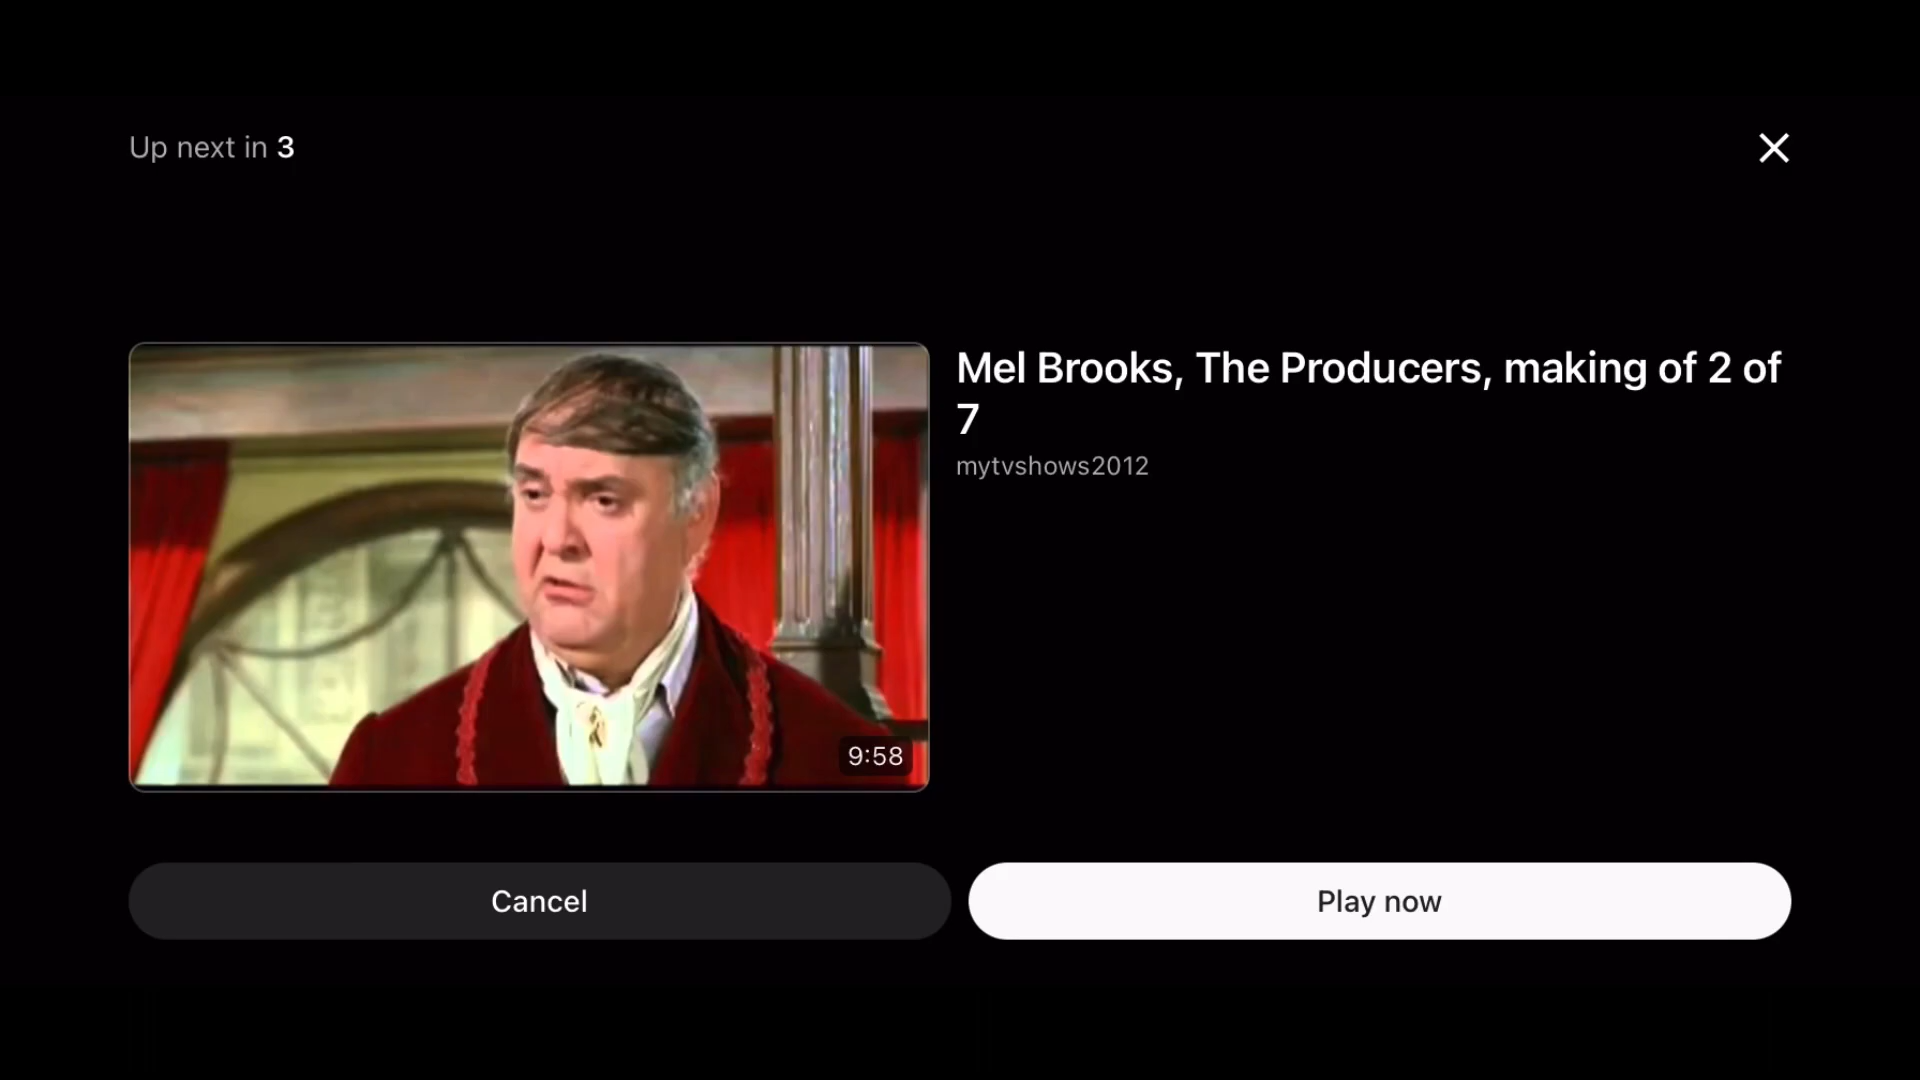 Up next in 3
Mel Brooks, The Producers, making of 2 of
7
mytvshows2012
9:58
Cancel
Play now